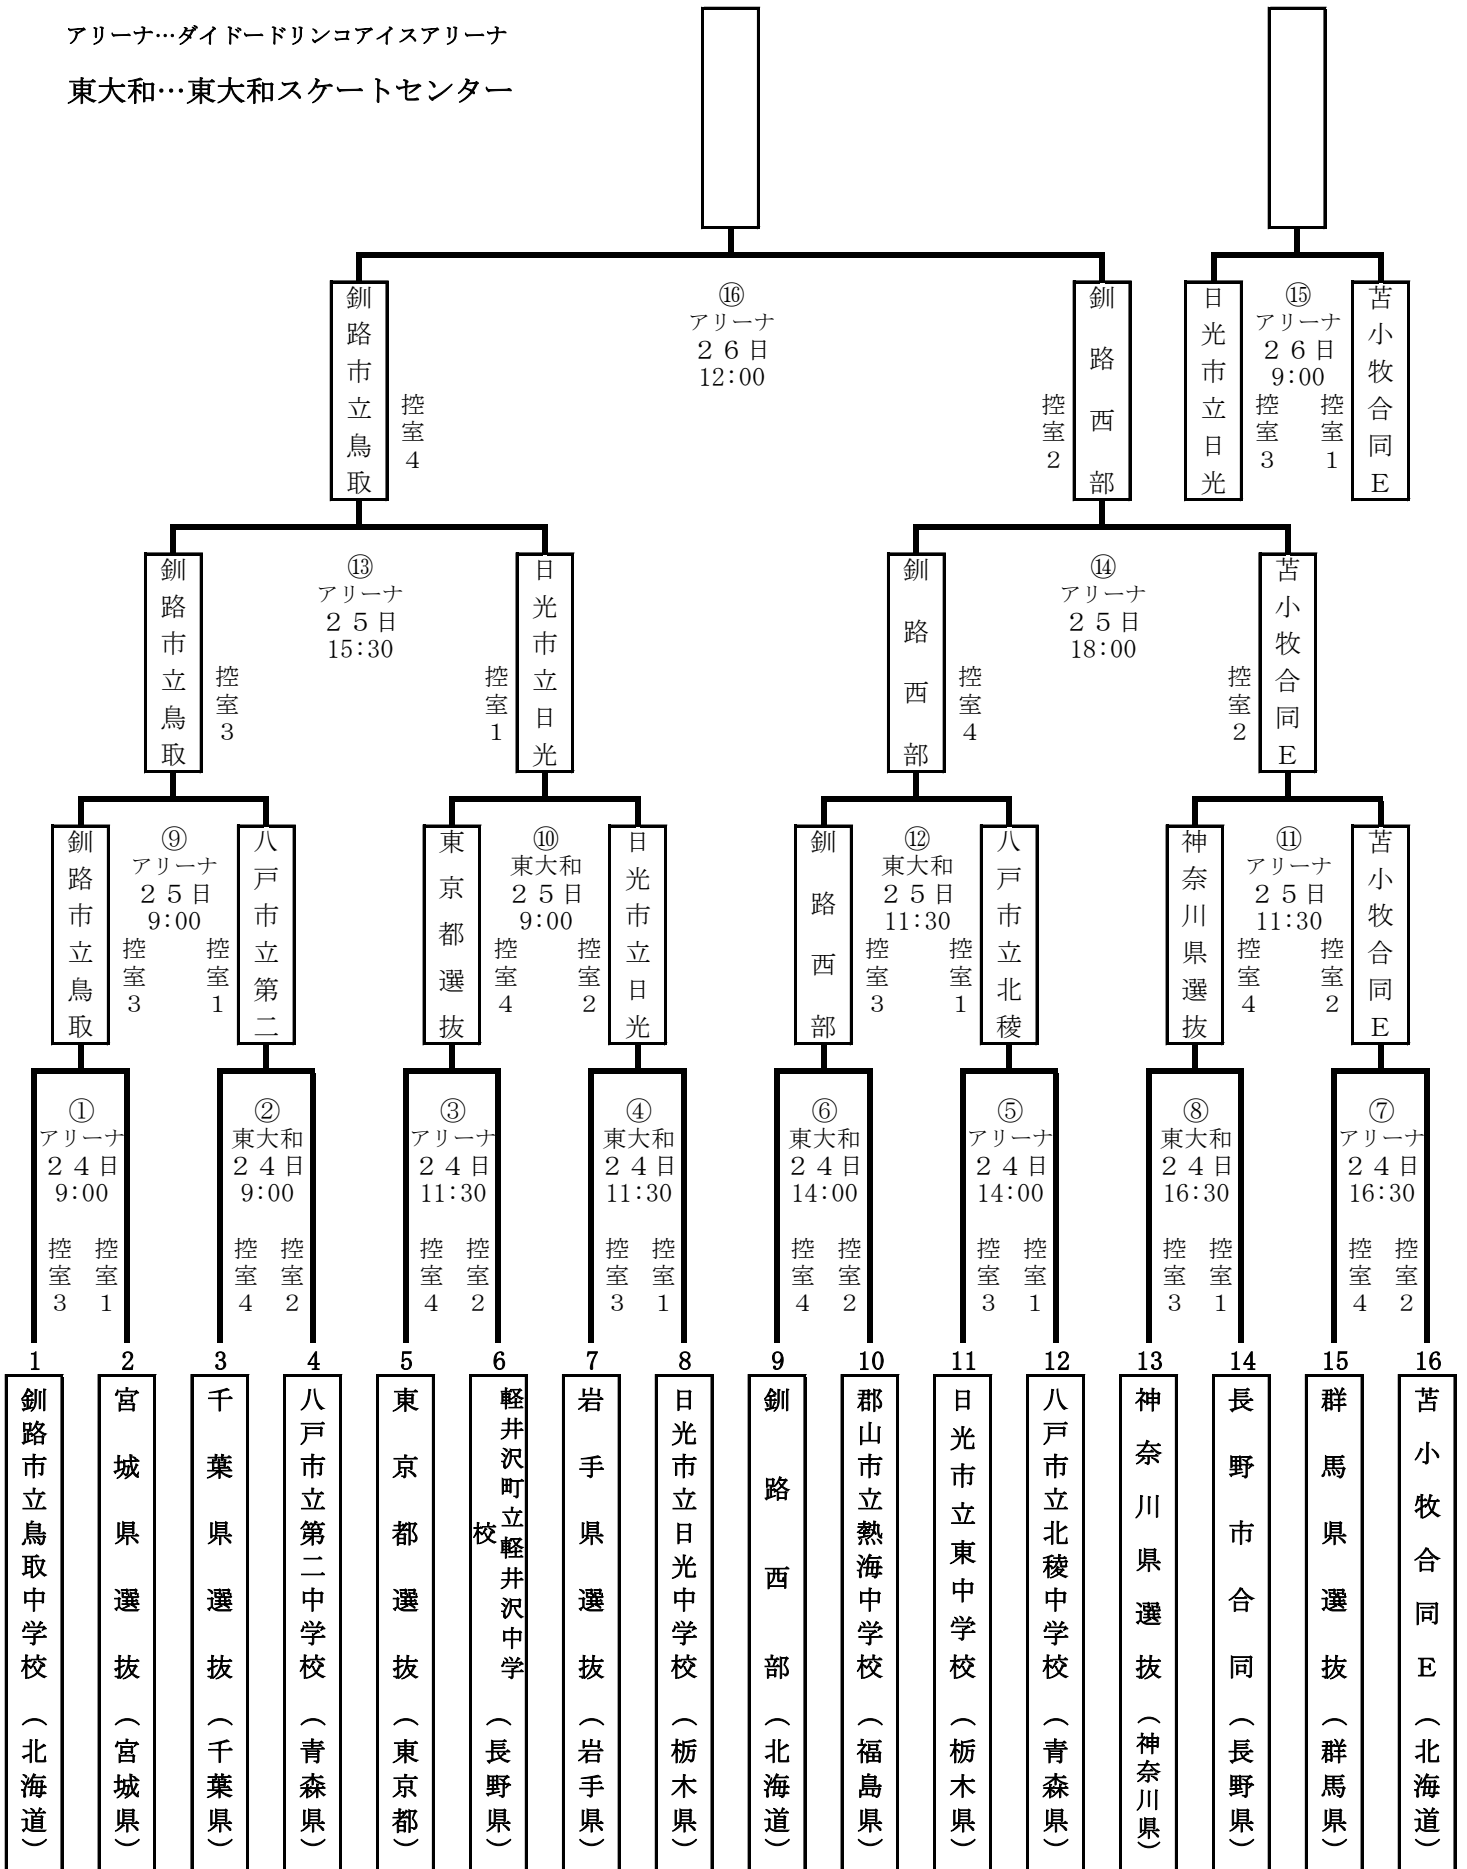 アリーナ…ダイドードリンコアイスアリーナ
東大和…東大和スケートセンター
釧路市立鳥取
控室4
⑯
アリーナ
２６日
12:00
控室2
釧路西部
日光市立日光
控室3
⑮
アリーナ
２６日
9:00
控室1
苫小牧合同E
釧路市立鳥取
控室3
⑬
アリーナ
２５日
15:30
控室1
日光市立日光
釧路西部
控室4
⑭
アリーナ
２５日
18:00
控室2
苫小牧合同E
釧路市立鳥取
控室3
⑨
アリーナ
２５日
9:00
控室1
八戸市立第二
東京都選抜
控室4
⑩
東大和
２５日
9:00
控室2
日光市立日光
釧路西部
控室3
⑫
東大和
２５日
11:30
控室1
八戸市立北稜
神奈川県選抜
控室4
⑪
アリーナ
２５日
11:30
控室2
苫小牧合同E
①
アリーナ
２４日
9:00
控室3
控室1
②
東大和
２４日
9:00
控室4
控室2
③
アリーナ
２４日
11:30
控室4
控室2
④
東大和
２４日
11:30
控室3
控室1
⑥
東大和
２４日
14:00
控室4
控室2
⑤
アリーナ
２４日
14:00
控室3
控室1
⑧
東大和
２４日
16:30
控室3
控室1
⑦
アリーナ
２４日
16:30
控室4
控室2
1
釧路市立鳥取中学校（北海道）
2
宮城県選抜（宮城県）
3
千葉県選抜（千葉県）
4
八戸市立第二中学校（青森県）
5
東京都選抜（東京都）
6
軽井沢町立軽井沢中学
校
（長野県）
7
岩手県選抜（岩手県）
8
日光市立日光中学校（栃木県）
9
釧路西部（北海道）
10
郡山市立熱海中学校（福島県）
11
日光市立東中学校（栃木県）
12
八戸市立北稜中学校（青森県）
13
神奈川県選抜（神奈川県）
14
長野市合同（長野県）
15
群馬県選抜（群馬県）
16
苫小牧合同E（北海道）